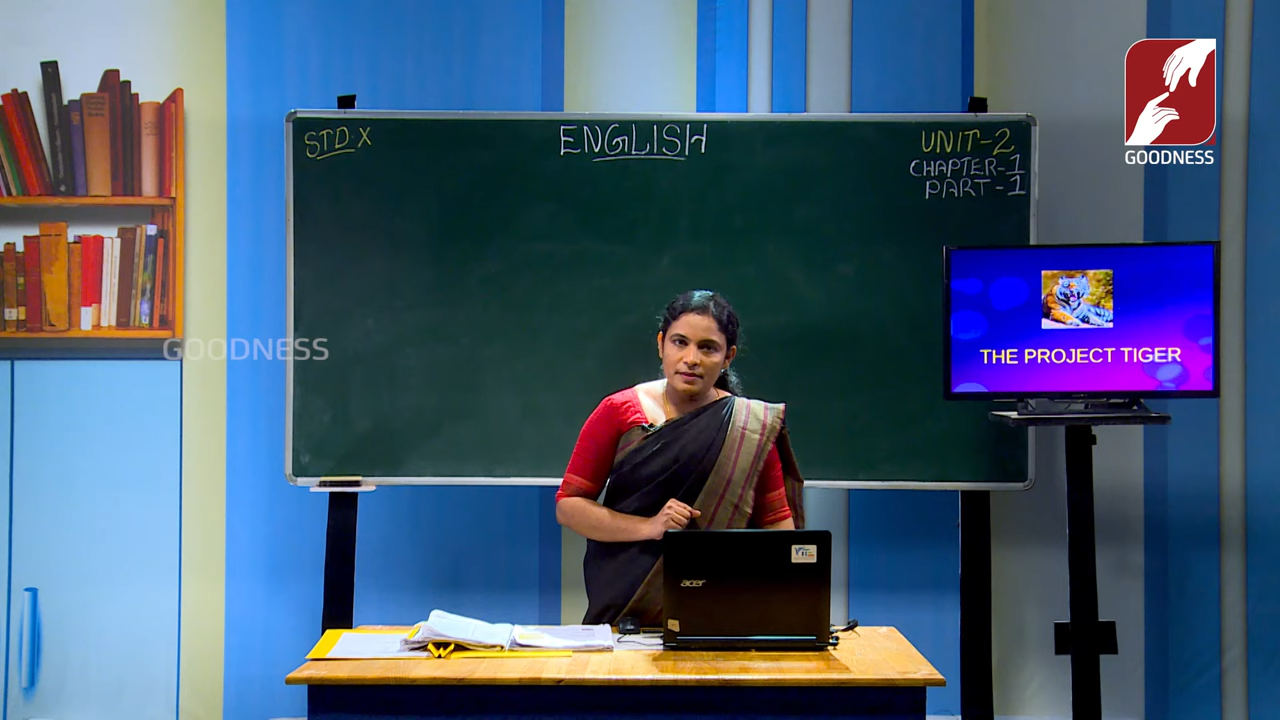 STD·X
ENGLISH
UNIT-2
CHAPTER-1
PART-1
GOODNESS
THE PROJECT TIGER
GOODNESS
acer